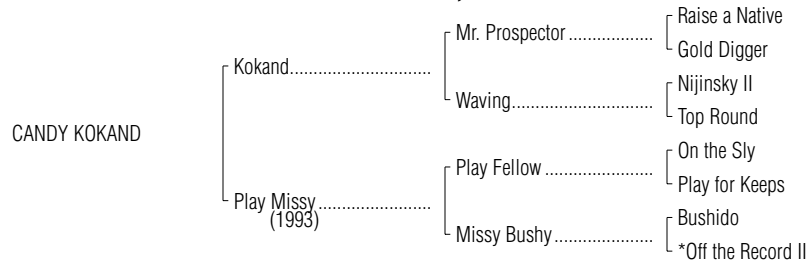 Raise a Native
Mr. Prospector ....................
Gold Digger
Kokand..............................
Nijinsky II
Waving................................
Top Round
CANDY KOKAND
On the Sly
Play Fellow .........................
Play for Keeps
Play Missy ........................
(1993)
Bushido
Missy Bushy.......................
*Off the Record II